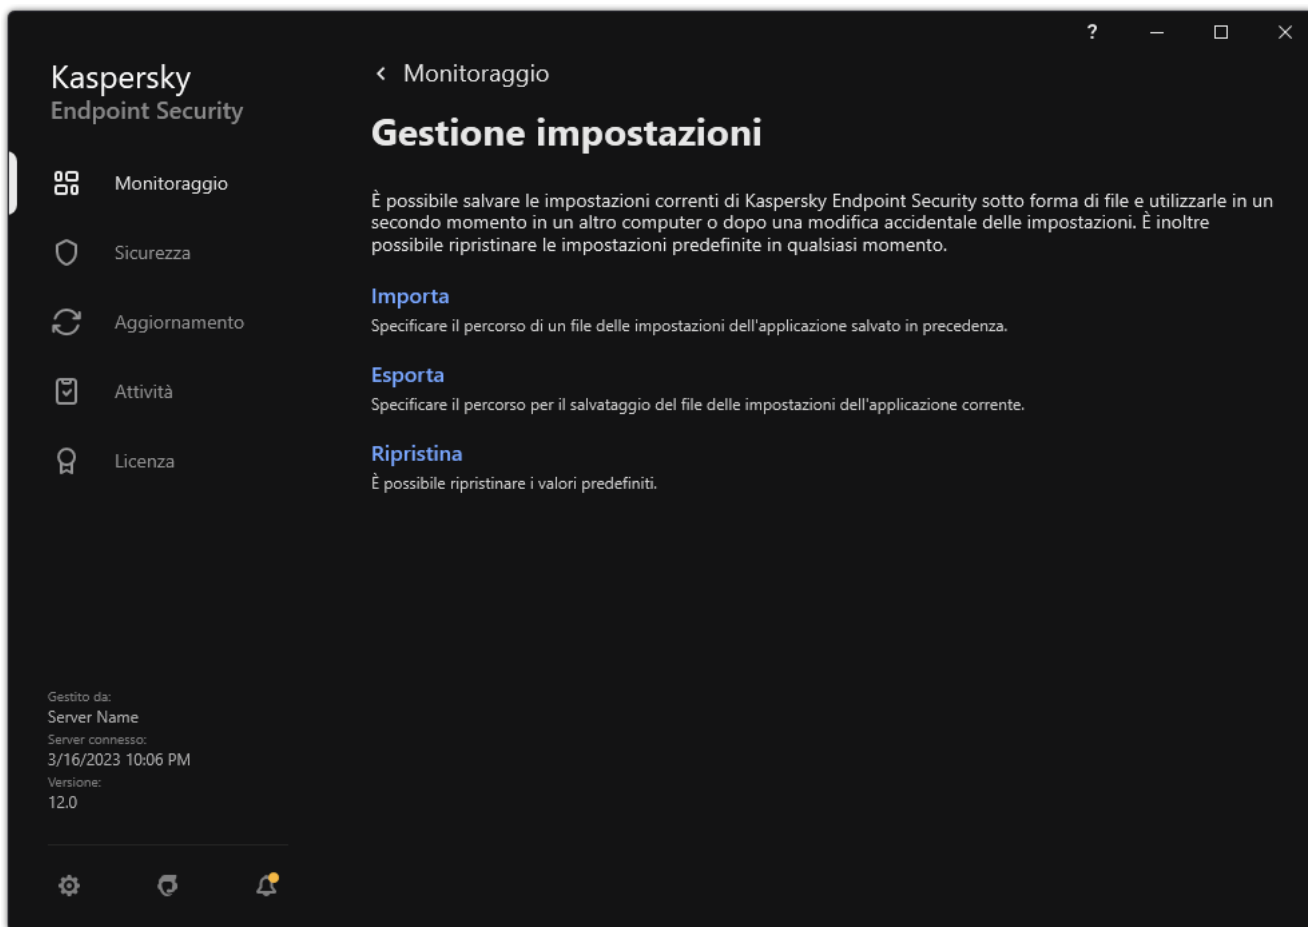 ?
Kaspersky
Endpoint Security
Monitoraggio
Sicurezza
Aggiornamento
Attività
Licenza
Gestito da:
Server Name
Server connesso:
3/16/2023 10:06 PM
Versione:
12.0
Monitoraggio
Gestione impostazioni
È possibile salvare le impostazioni correnti di Kaspersky Endpoint Security sotto forma di file e utilizzarle in un
secondo momento in un altro computer o dopo una modifica accidentale delle impostazioni. È inoltre
possibile ripristinare le impostazioni predefinite in qualsiasi momento.
Importa
Specificare il percorso di un file delle impostazioni dell'applicazione salvato in precedenza.
Esporta
Specificare il percorso per il salvataggio del file delle impostazioni dell'applicazione corrente.
Ripristina
È possibile ripristinare i valori predefiniti.